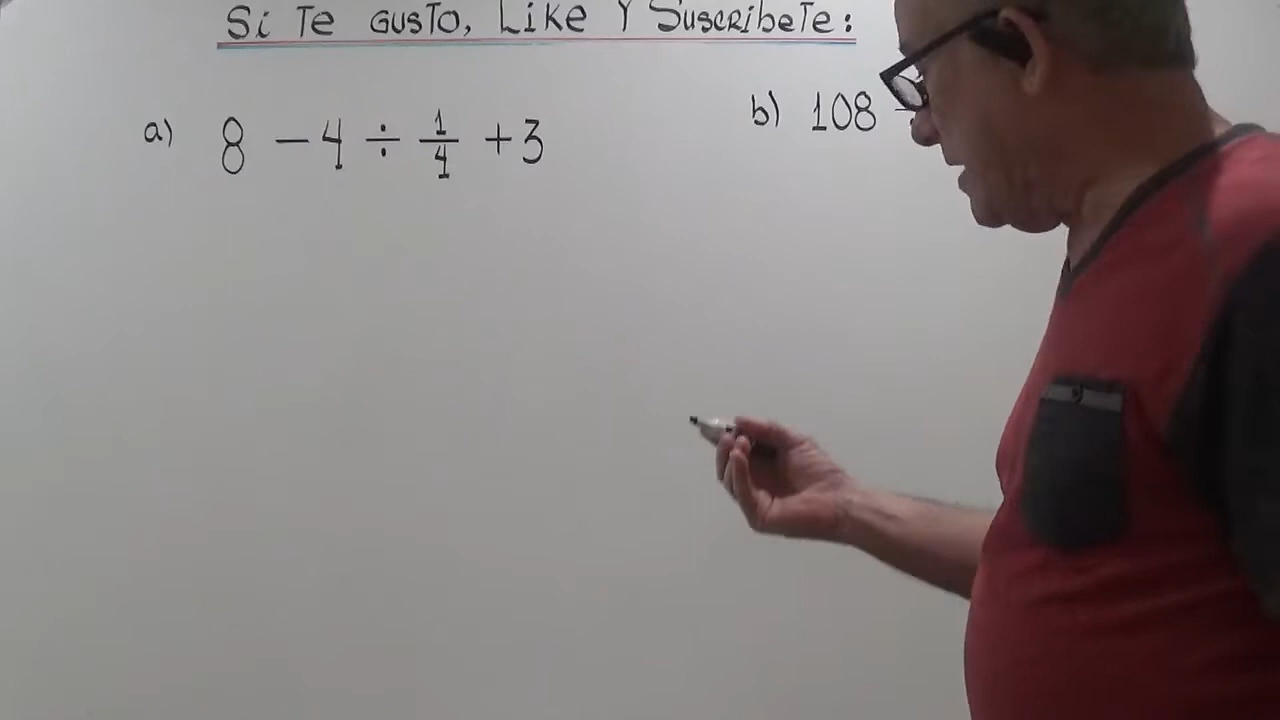 Si Te GUSTO, Like Y SuscribeTe:
a) 8 − 4 ÷ 1/4 + 3
b) 108